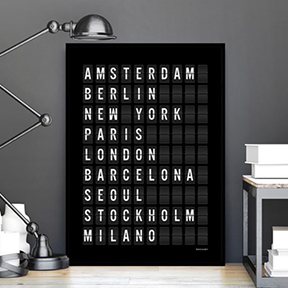 AMSTERDAM
BERLIN
NEW YORK
PARIS
LONDON
BARCELONA
SEOUL
STOCKHOLM
MILANO